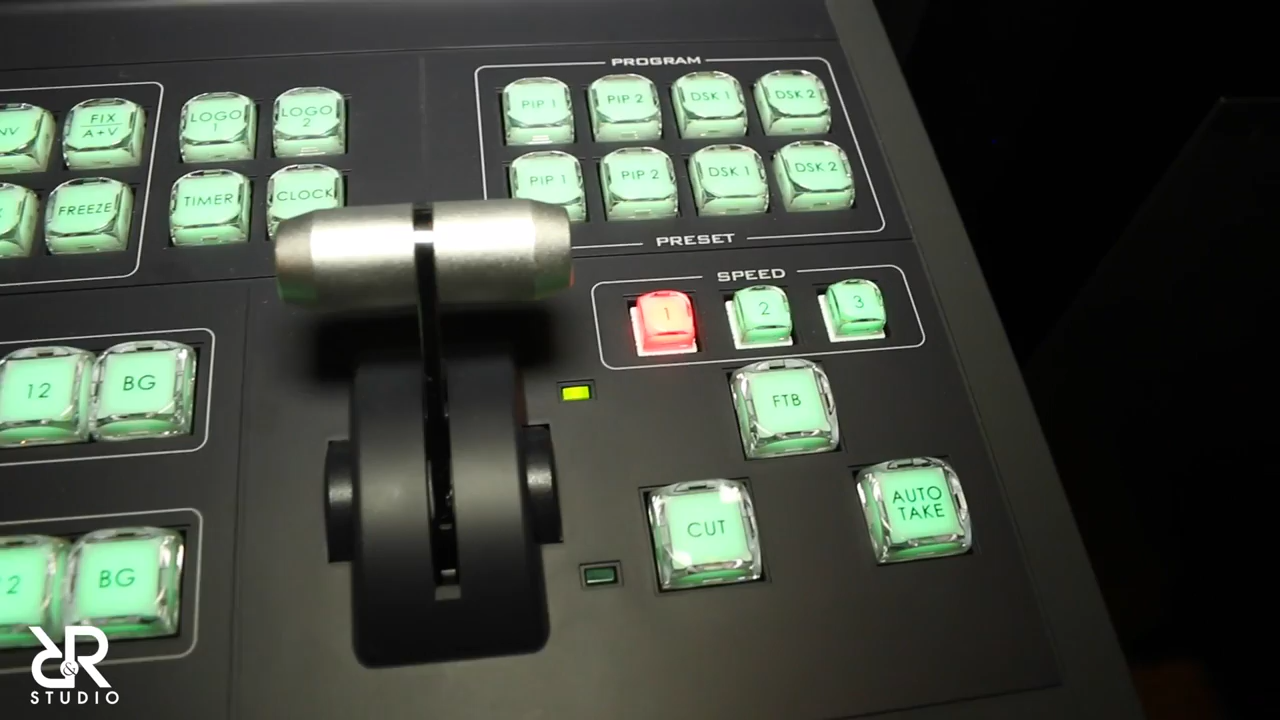 PROGRAM
FIX
A+V
LOGO
1
LOGO
2
PIP 1
PIP 2
DSK 1
DSK 2
FREEZE
TIMER
CLOCK
PIP 1
PIP 2
DSK 1
DSK 2
PRESET
SPEED
1
2
3
12
BG
FTB
CUT
AUTO
TAKE
BG
R&R
STUDIO